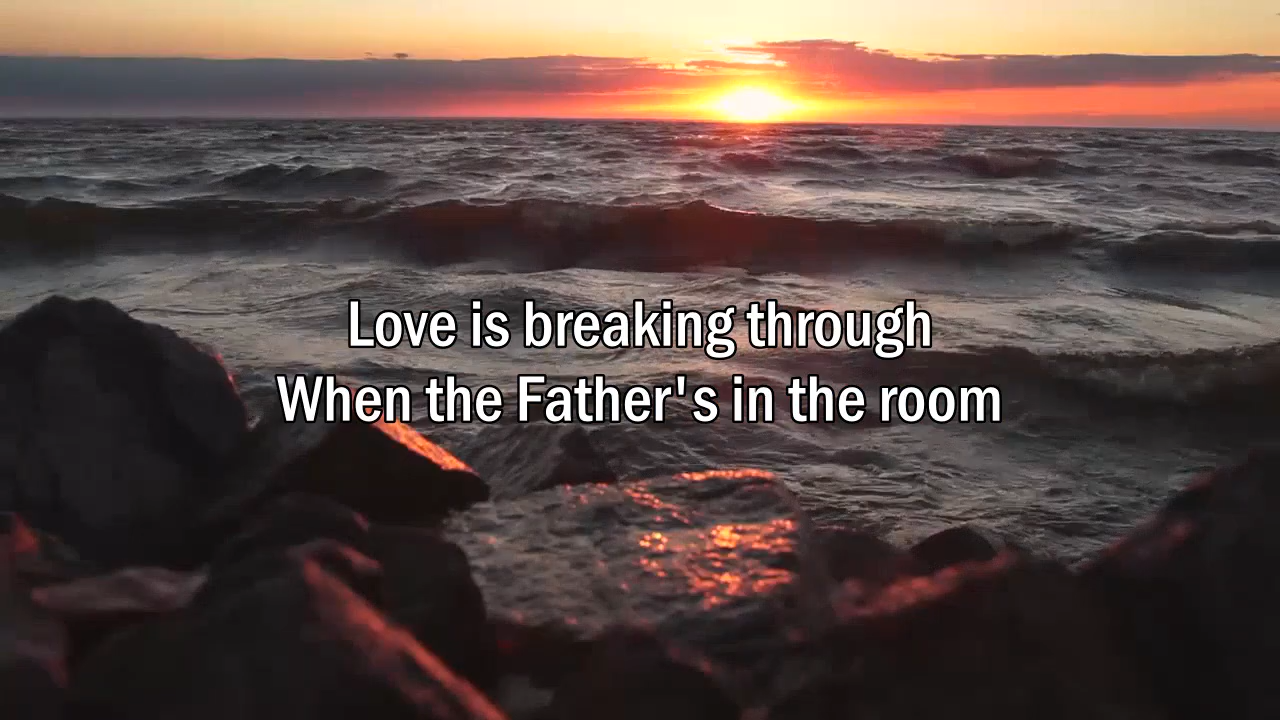 Love is breaking through
When the Father's in the room